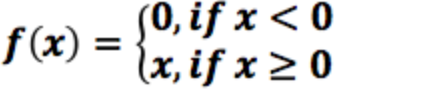 f(x) = {0, if x < 0
x, if x ≥ 0